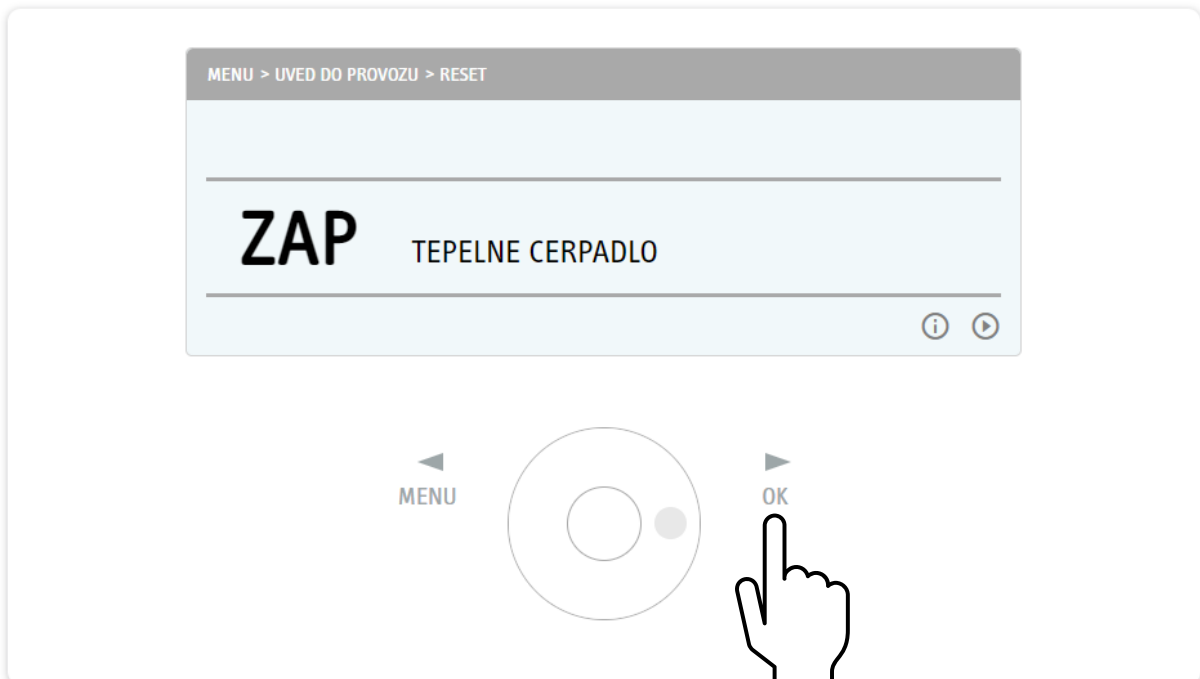 MENU > UVED DO PROVOZU > RESET
ZAP TEPELNE CERPADLO
MENU
OK